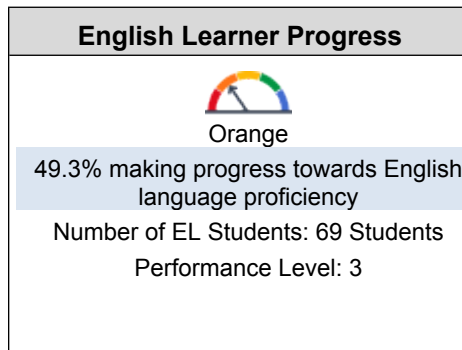 English Learner Progress
Orange
49.3% making progress towards English
language proficiency
Number of EL Students: 69 Students
Performance Level: 3